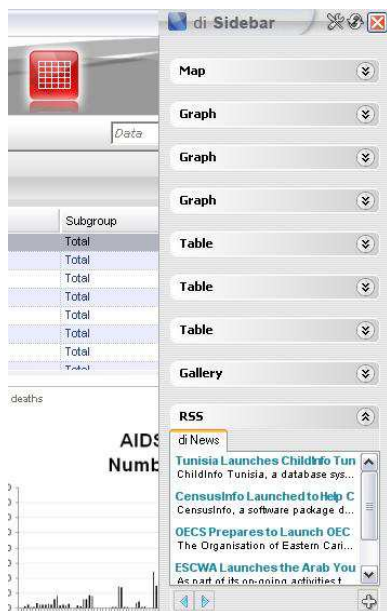 di Sidebar
Map
Graph
Data
Graph
Graph
Subgroup
Total
Total
Total
Total
Total
Total
Total
Total
Table
Table
Table
Gallery
deaths
RSS
AIDS
Numb
di News
Tunisia Launches ChildInfo Tun
ChildInfo Tunisia, a database sys...
CensusInfo Launched to Help C
CensusInfo, a software package d...
OECS Prepares to Launch OEC
The Organisation of Eastern Cari...
ESCWA Launches the Arab You
As part of its on-going activities t